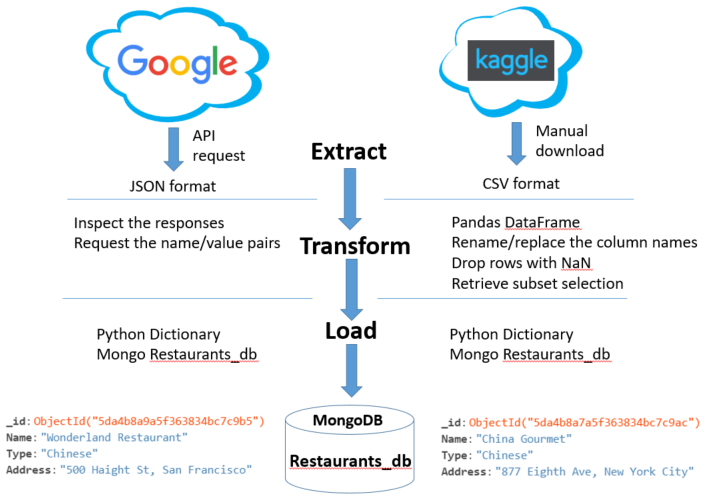 Google
kaggle
API
request
Extract
Manual
download
JSON format
CSV format
Inspect the responses
Request the name/value pairs
Transform
Pandas DataFrame
Rename/replace the column names
Drop rows with NaN
Retrieve subset selection
Load
Python Dictionary
Mongo Restaurants_db
Python Dictionary
Mongo Restaurants_db
_id: ObjectId("5da4b8a9a5f363834bc7c9b5")
Name: "Wonderland Restaurant"
Type: "Chinese"
Address: "500 Haight St, San Francisco"
MongoDB
Restaurants_db
_id: ObjectId("5da4b8a7a5f363834bc7c9ac")
Name: "China Gourmet"
Type: "Chinese"
Address: "877 Eighth Ave, New York City"